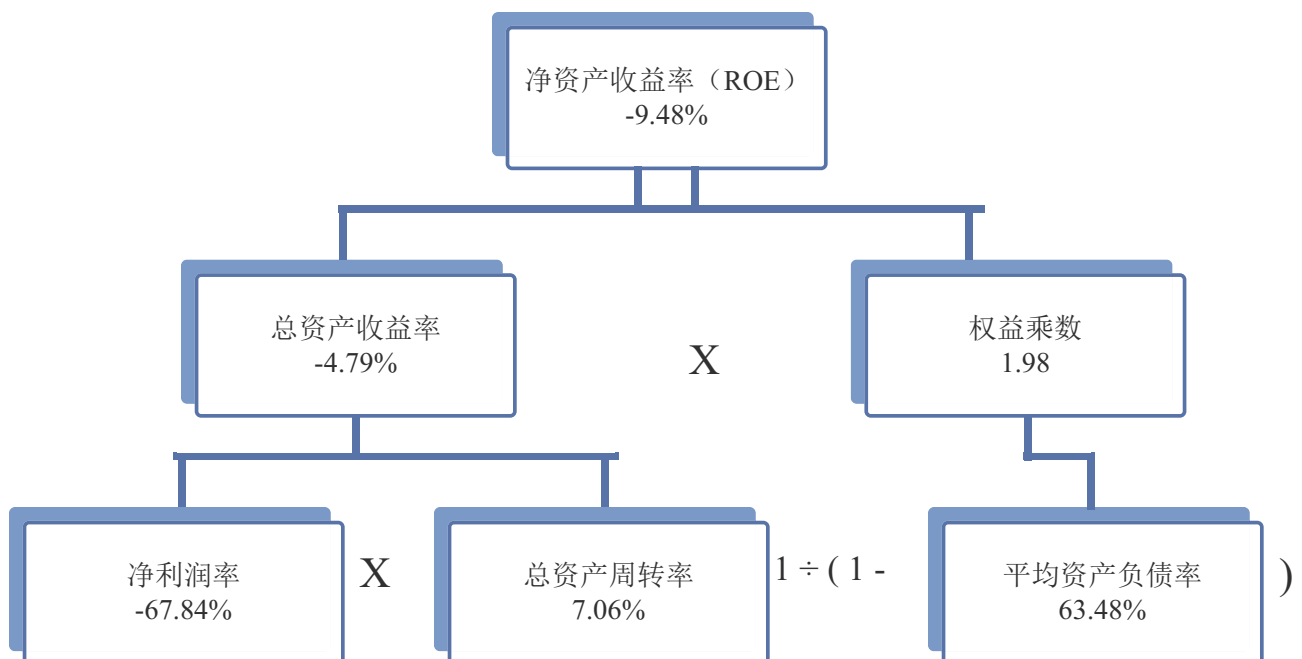 净资产收益率（ROE）
-9.48%
总资产收益率
-4.79%
X
权益乘数
1.98
净利润率
-67.84%
X
总资产周转率
7.06%
1 ÷ ( 1 -
平均资产负债率
63.48%
)